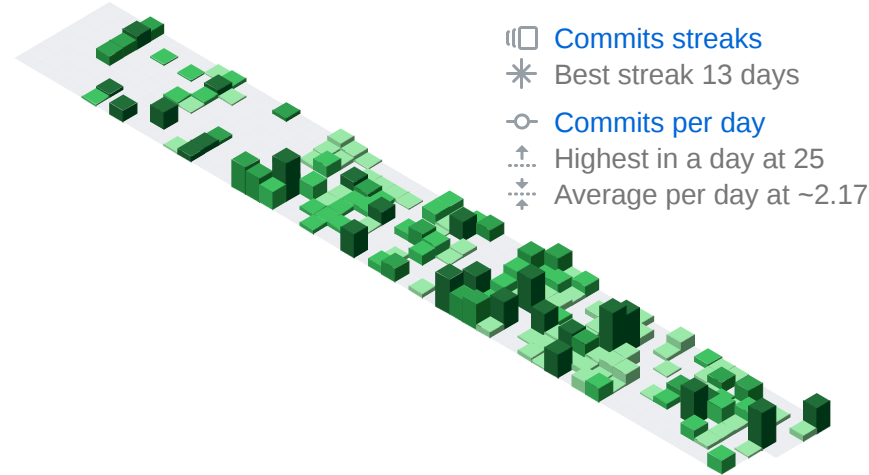 Commits streaks
Best streak 13 days
Commits per day
Highest in a day at 25
Average per day at ~2.17